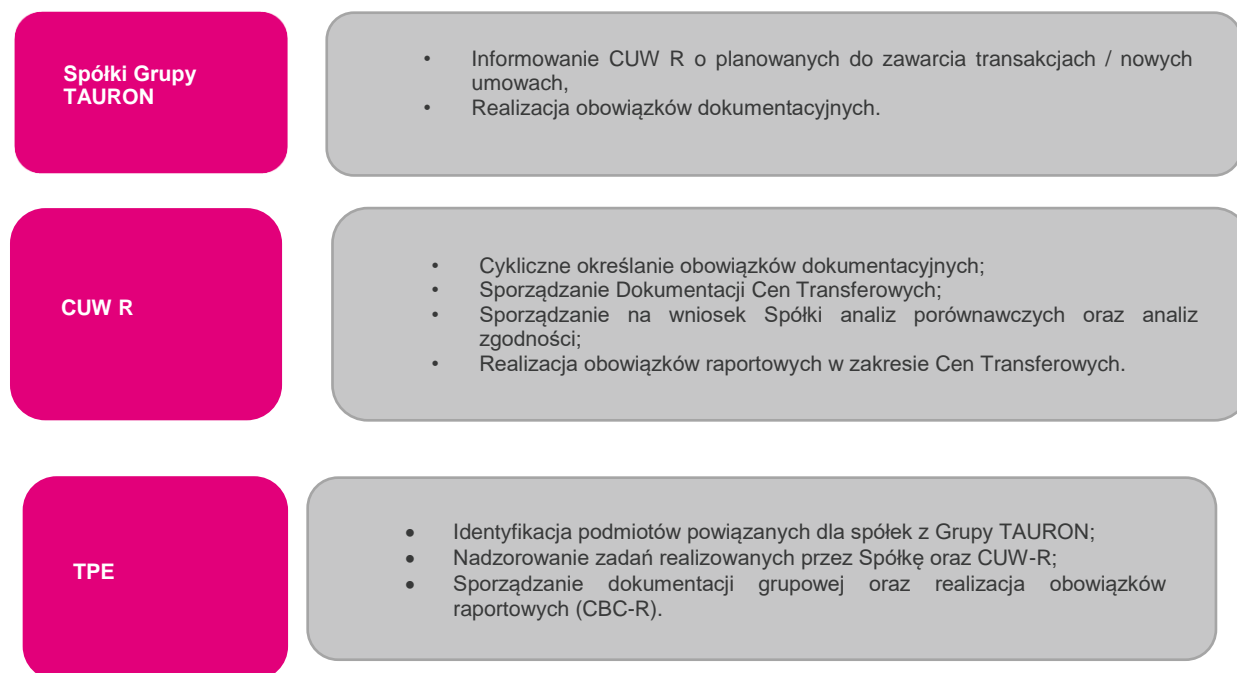 Spółki Grupy
TAURON
• Informowanie CUW R o planowanych do zawarcia transakcjach / nowych
umowach,
• Realizacja obowiązków dokumentacyjnych.
CUW R
• Cykliczne określanie obowiązków dokumentacyjnych;
• Sporządzanie Dokumentacji Cen Transferowych;
• Sporządzanie na wniosek Spółki analiz porównawczych oraz analiz
zgodności;
• Realizacja obowiązków raportowych w zakresie Cen Transferowych.
TPE
• Identyfikacja podmiotów powiązanych dla spółek z Grupy TAURON;
• Nadzorowanie zadań realizowanych przez Spółkę oraz CUW-R;
• Sporządzanie dokumentacji grupowej oraz realizacja obowiązków
raportowych (CBC-R).